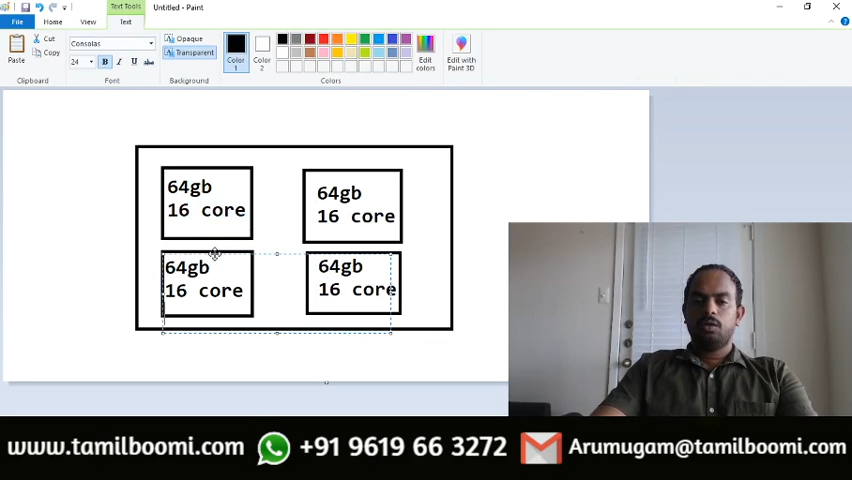 Text Tools
Untitled - Paint
File
Home
View
Text
Paste
Cut
Copy
Clipboard
Consolas
24
B
I
U
abc
Font
Opaque
Transparent
Background
Color
1
Color
2
Colors
Edit
colors
Edit with
Paint 3D
64gb
16 core
64gb
16 core
64gb
16 core
64gb
16 core
www.tamilboomi.com
+91 9619 66 3272
Arumugam@tamilboomi.com